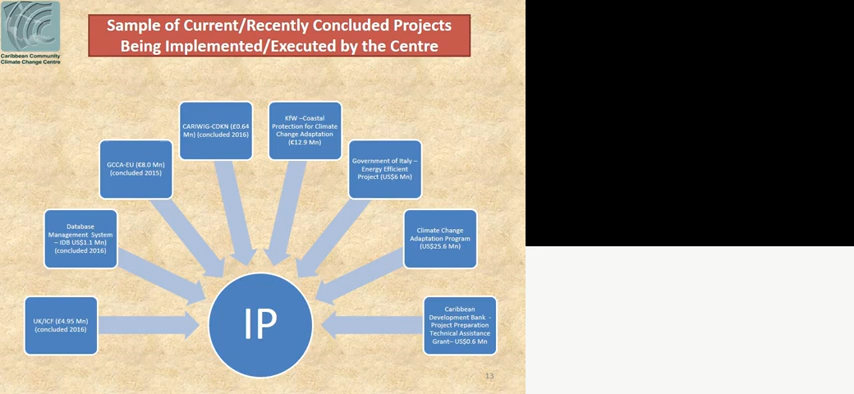 Sample of Current/Recently Concluded Projects
Being Implemented/Executed by the Centre
Caribbean Community
Climate Change Centre
CARIWIG-CDKN (£0.64
Mn) (concluded 2016)
KfW –Coastal
Protection for Climate
Change Adaptation
(€12.9 Mn)
GCCA-EU (€8.0 Mn)
(concluded 2015)
Government of Italy –
Energy Efficient
Project (US$6 Mn)
Database
Management System
– IDB US$1.1 Mn)
(concluded 2016)
Climate Change
Adaptation Program
(US$25.6 Mn)
UK/ICF (£4.95 Mn)
(concluded 2016)
IP
Caribbean
Development Bank -
Project Preparation
Technical Assistance
Grant– US$0.6 Mn
13